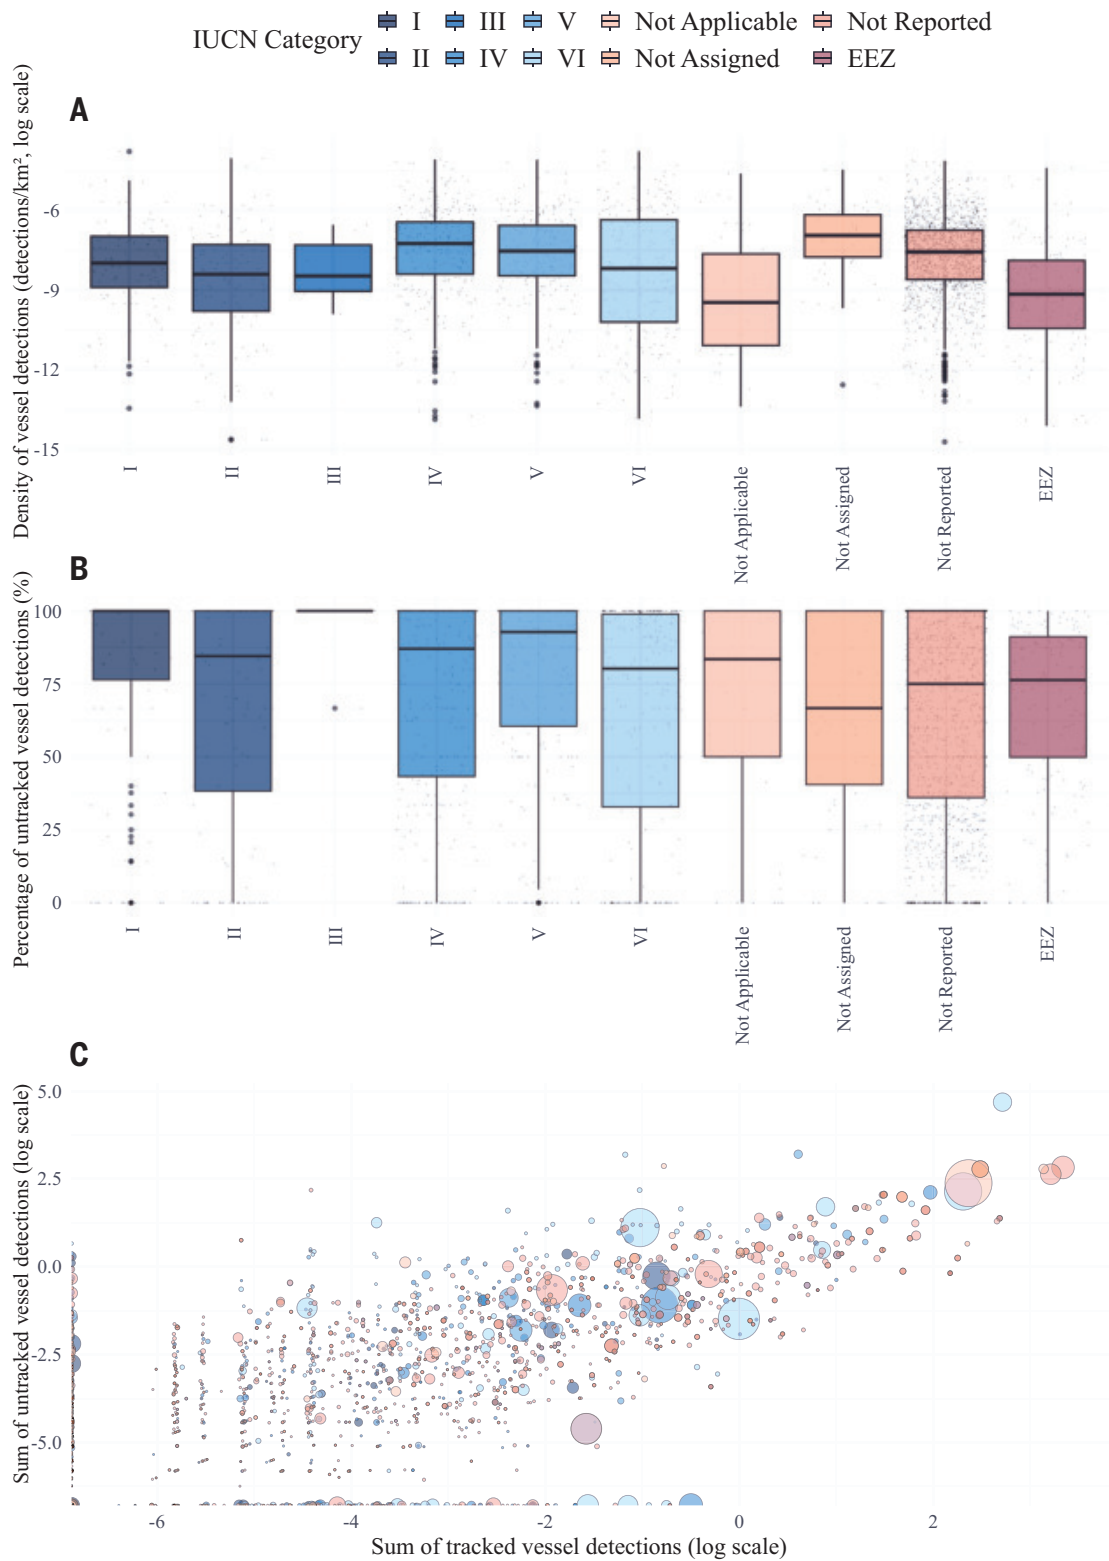 IUCN Category
I III V Not Applicable Not Reported
II IV VI Not Assigned EEZ
A
Density of vessel detections (detections/km², log scale)
-6
-9
-12
-15
I II III IV V VI Not Applicable Not Assigned Not Reported EEZ
B
Percentage of untracked vessel detections (%)
100
75
50
25
0
I II III IV V VI Not Applicable Not Assigned Not Reported EEZ
C
Sum of untracked vessel detections (log scale)
5.0
2.5
0.0
-2.5
-5.0
-6 -4 -2 0 2
Sum of tracked vessel detections (log scale)